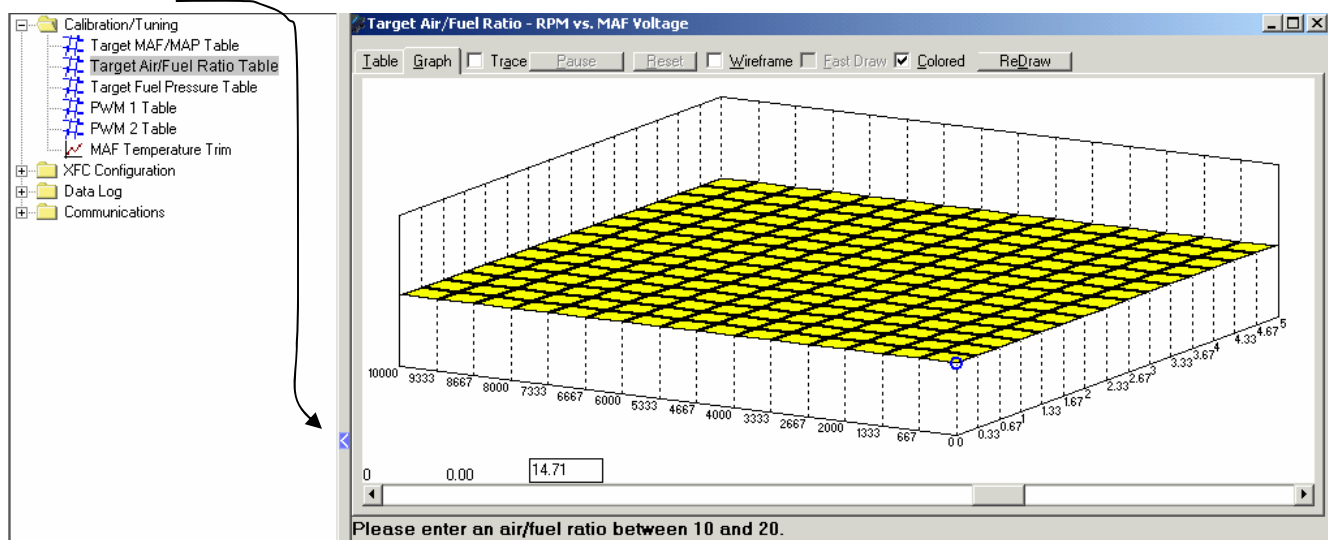 Calibration/Tuning
Target MAF/MAP Table
Target Air/Fuel Ratio Table
Target Fuel Pressure Table
PWM 1 Table
PWM 2 Table
MAF Temperature Trim
XFC Configuration
Data Log
Communications
Target Air/Fuel Ratio - RPM vs. MAF Voltage
Table Graph Trace Pause Reset Wireframe Fast Draw Colored ReDraw
10000 9333 8667 8000 7333 6667 6000 5333 4667 4000 3333 2667 2000 1333 667 0
0 0.33 0.67 1 1.33 1.67 2 2.33 2.67 3 3.33 3.67 4 4.33 4.67 5
0 0.00 14.71
Please enter an air/fuel ratio between 10 and 20.